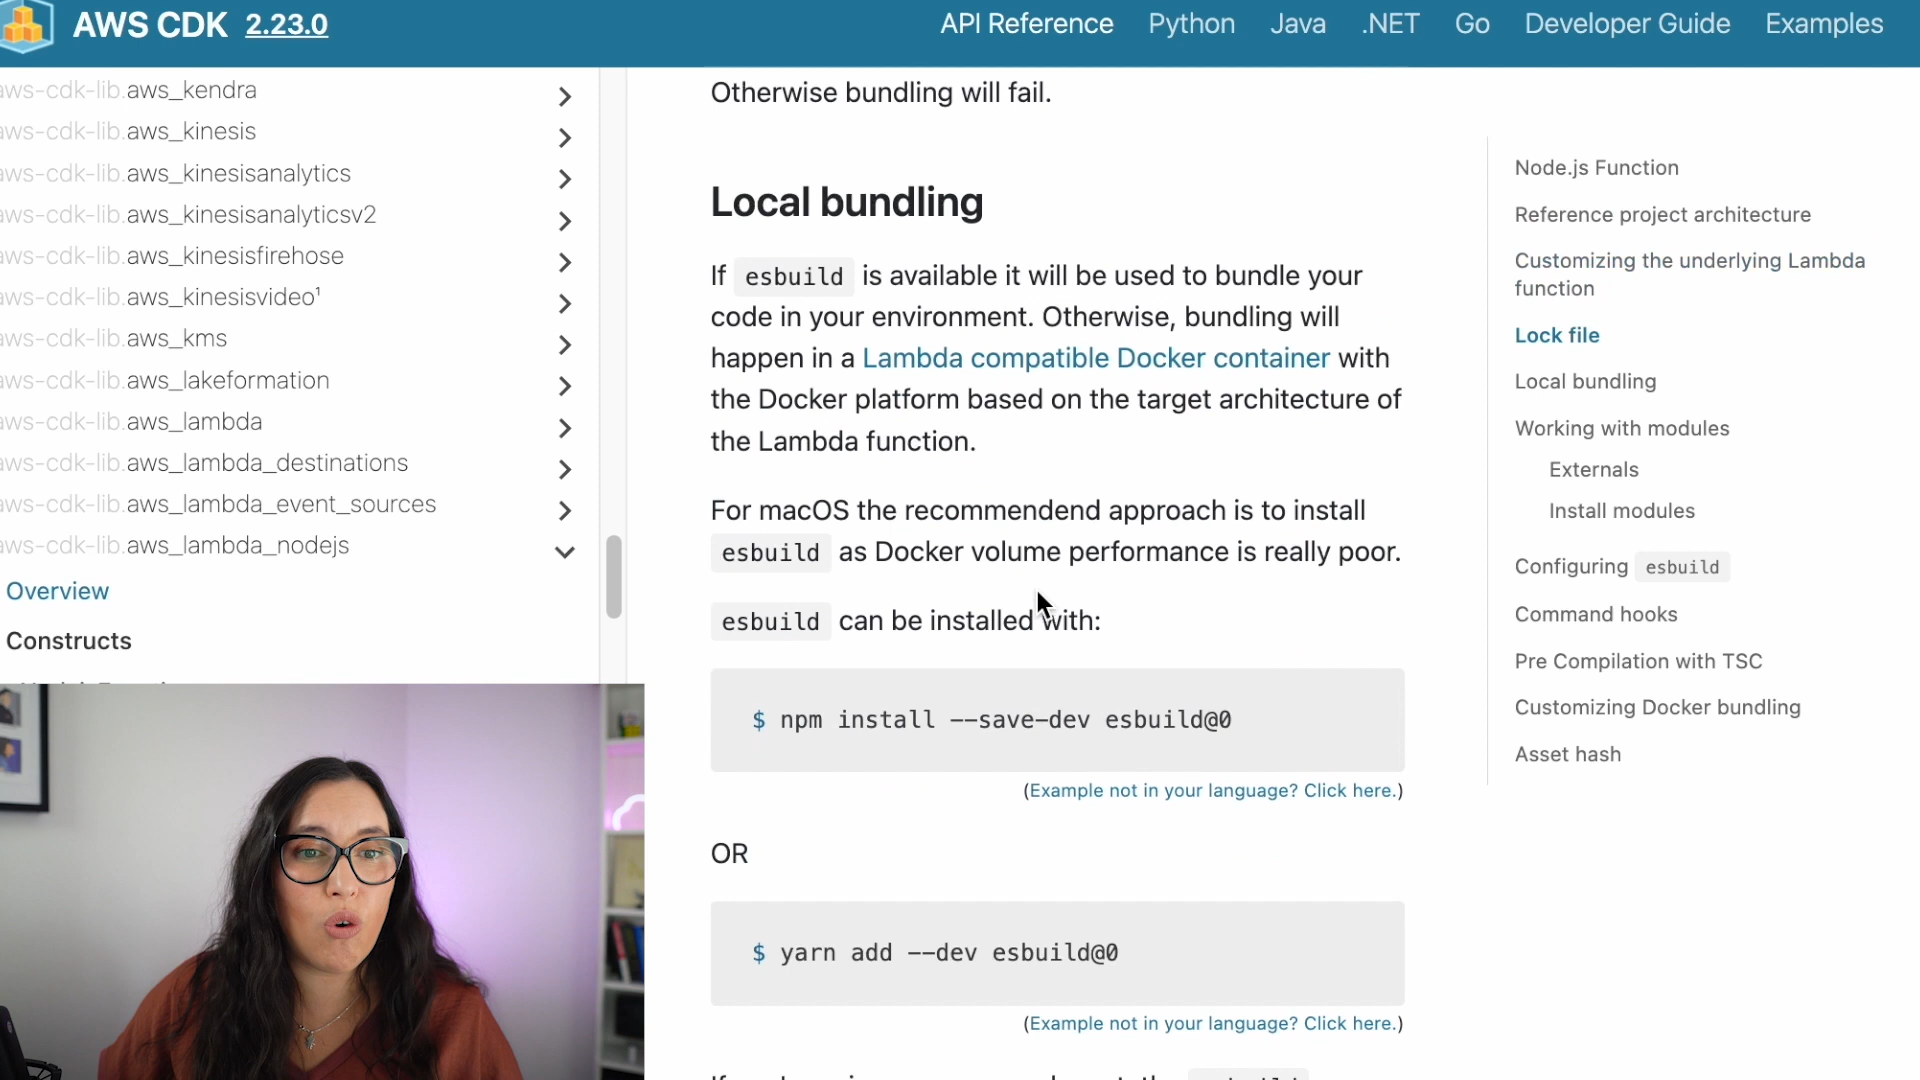 AWS CDK 2.23.0
API Reference Python Java .NET Go Developer Guide Examples
aws-cdk-lib.aws_kendra
aws-cdk-lib.aws_kinesis
aws-cdk-lib.aws_kinesisanalytics
aws-cdk-lib.aws_kinesisanalyticsv2
aws-cdk-lib.aws_kinesisfirehose
aws-cdk-lib.aws_kinesisvideo¹
aws-cdk-lib.aws_kms
aws-cdk-lib.aws_lakeformation
aws-cdk-lib.aws_lambda
aws-cdk-lib.aws_lambda_destinations
aws-cdk-lib.aws_lambda_event_sources
aws-cdk-lib.aws_lambda_nodejs
Overview
Constructs
Otherwise bundling will fail.
Local bundling
If esbuild is available it will be used to bundle your
code in your environment. Otherwise, bundling will
happen in a Lambda compatible Docker container with
the Docker platform based on the target architecture of
the Lambda function.
For macOS the recommendend approach is to install
esbuild as Docker volume performance is really poor.
esbuild can be installed with:
$ npm install --save-dev esbuild@0
(Example not in your language? Click here.)
OR
$ yarn add --dev esbuild@0
(Example not in your language? Click here.)
Node.js Function
Reference project architecture
Customizing the underlying Lambda
function
Lock file
Local bundling
Working with modules
Externals
Install modules
Configuring esbuild
Command hooks
Pre Compilation with TSC
Customizing Docker bundling
Asset hash